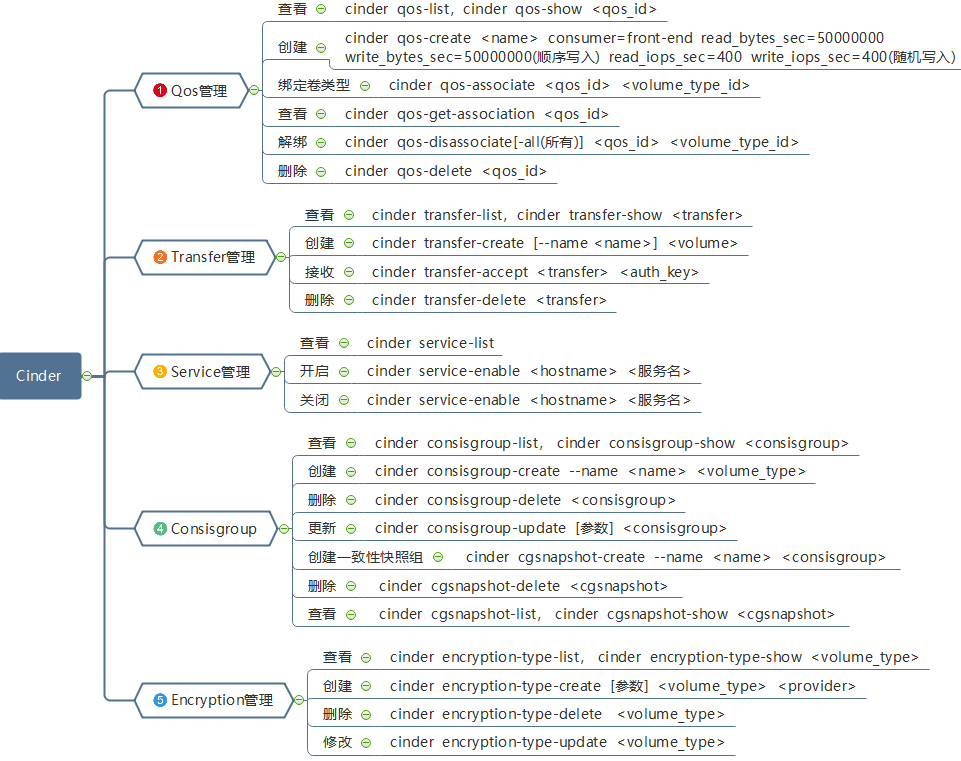 Cinder
1 Qos管理
查看 cinder qos-list，cinder qos-show <qos_id>
创建 cinder qos-create <name> consumer=front-end read_bytes_sec=50000000
write_bytes_sec=50000000(顺序写入) read_iops_sec=400 write_iops_sec=400(随机写入)
绑定卷类型 cinder qos-associate <qos_id> <volume_type_id>
查看 cinder qos-get-association <qos_id>
解绑 cinder qos-disassociate[-all(所有)] <qos_id> <volume_type_id>
删除 cinder qos-delete <qos_id>
2 Transfer管理
查看 cinder transfer-list，cinder transfer-show <transfer>
创建 cinder transfer-create [--name <name>] <volume>
接收 cinder transfer-accept <transfer> <auth_key>
删除 cinder transfer-delete <transfer>
3 Service管理
查看 cinder service-list
开启 cinder service-enable <hostname> <服务名>
关闭 cinder service-enable <hostname> <服务名>
4 Consisgroup
查看 cinder consisgroup-list，cinder consisgroup-show <consisgroup>
创建 cinder consisgroup-create --name <name> <volume_type>
删除 cinder consisgroup-delete <consisgroup>
更新 cinder consisgroup-update [参数] <consisgroup>
创建一致性快照组 cinder cgsnapshot-create --name <name> <consisgroup>
删除 cinder cgsnapshot-delete <cgsnapshot>
查看 cinder cgsnapshot-list，cinder cgsnapshot-show <cgsnapshot>
5 Encryption管理
查看 cinder encryption-type-list，cinder encryption-type-show <volume_type>
创建 cinder encryption-type-create [参数] <volume_type> <provider>
删除 cinder encryption-type-delete <volume_type>
修改 cinder encryption-type-update <volume_type>